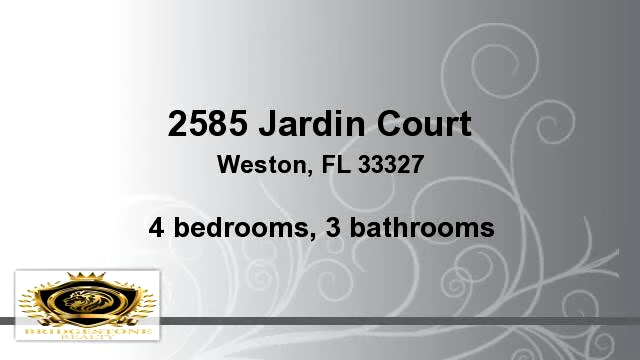 2585 Jardin Court
Weston, FL 33327
4 bedrooms, 3 bathrooms
BRIDGESTONE
REALTY